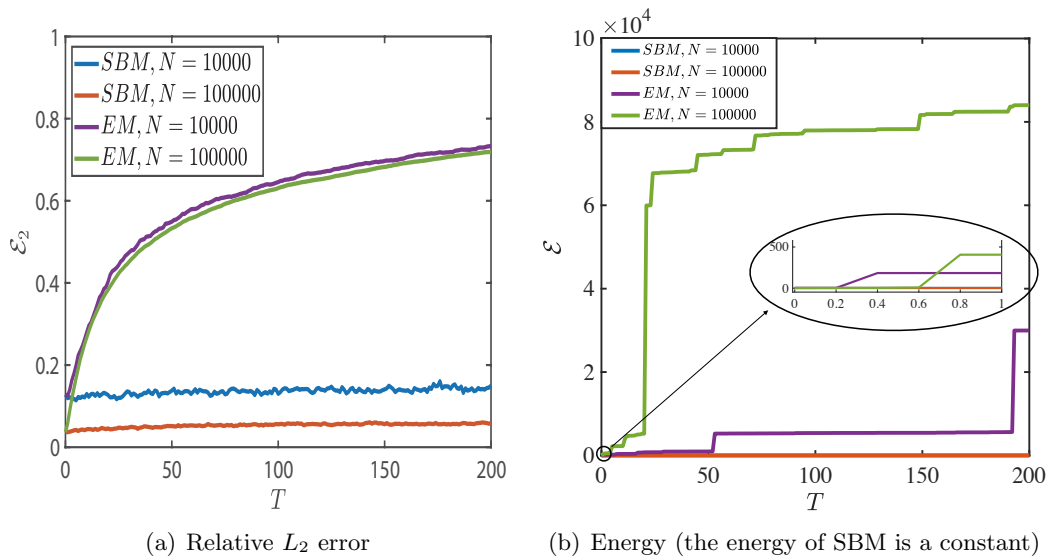 1
0.8
0.6
0.4
0.2
0
0 50 100 150 200
T
ℰ₂
SBM, N = 10000
SBM, N = 100000
EM, N = 10000
EM, N = 100000
(a) Relative L₂ error
×10⁴
10
8
6
4
2
0
0 50 100 150 200
T
ℰ
SBM, N = 10000
SBM, N = 100000
EM, N = 10000
EM, N = 100000
500
0
0 0.2 0.4 0.6 0.8 1
(b) Energy (the energy of SBM is a constant)